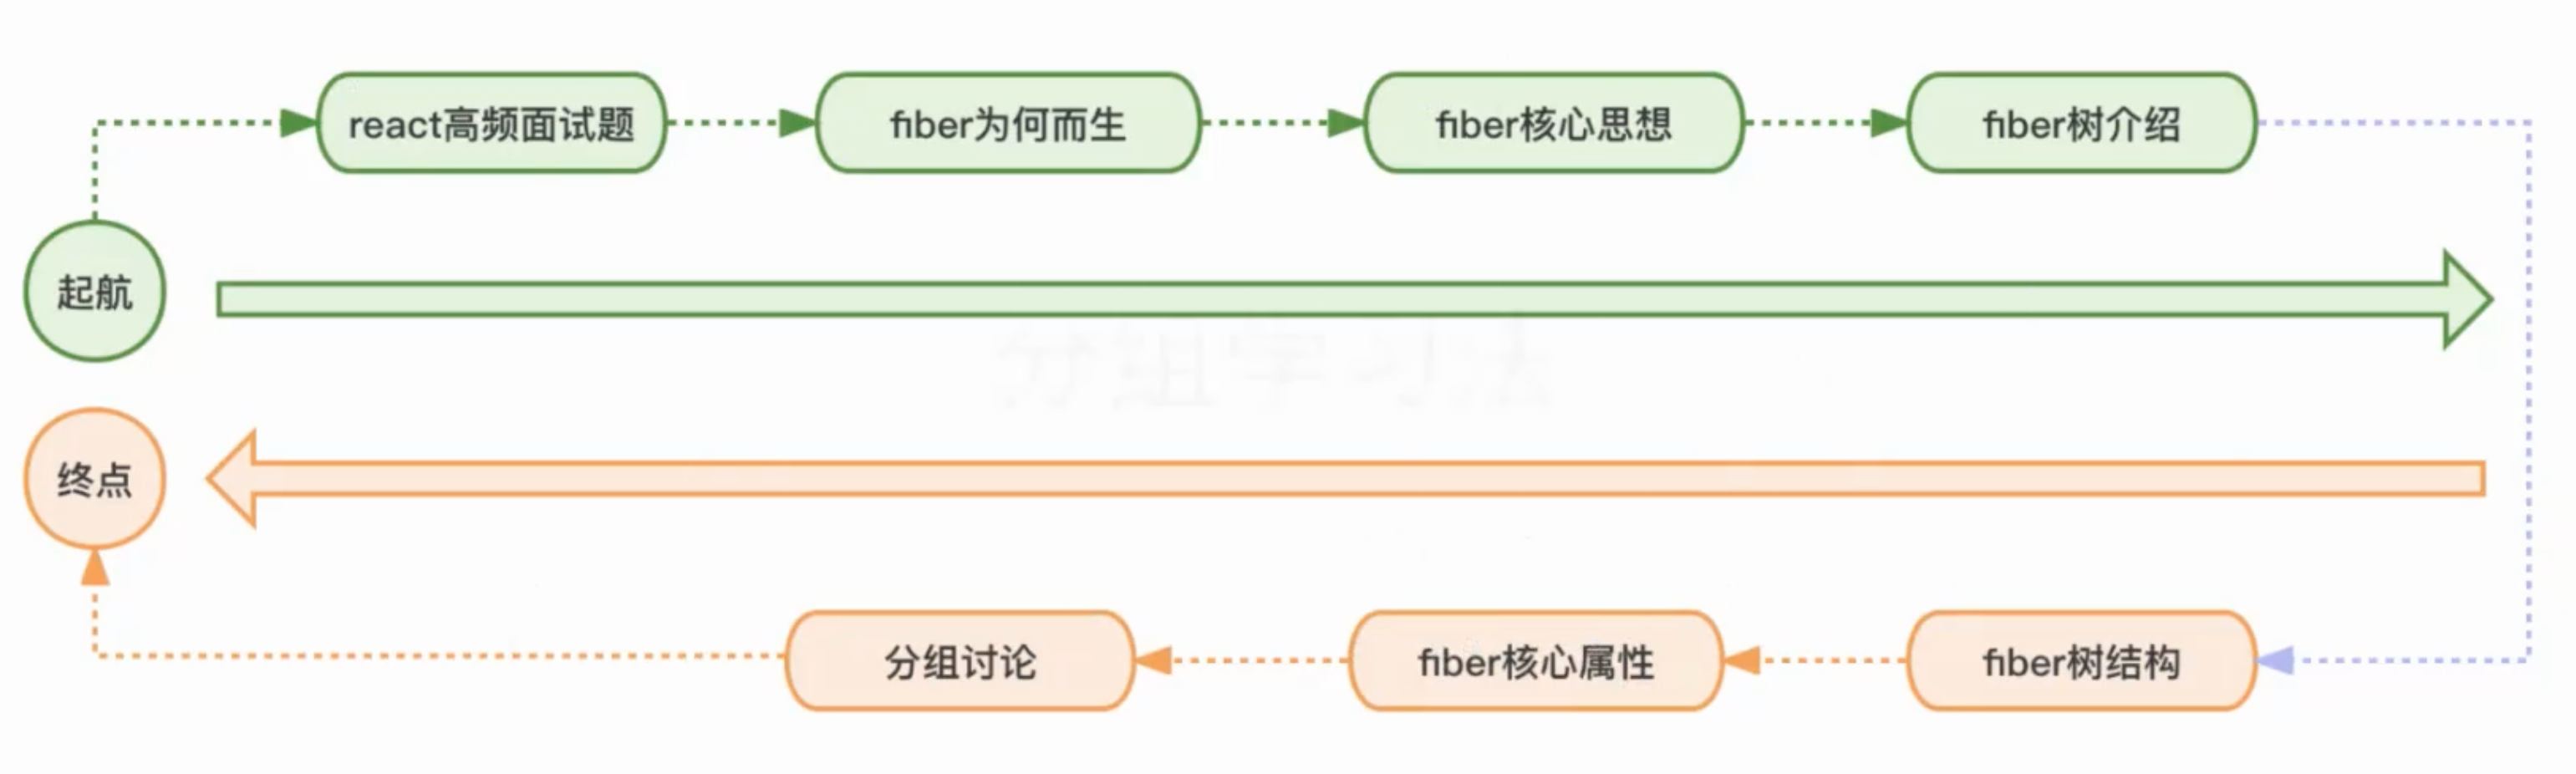 react高频面试题
fiber为何而生
fiber核心思想
fiber树介绍
起航
分组学习法
终点
分组讨论
fiber核心属性
fiber树结构